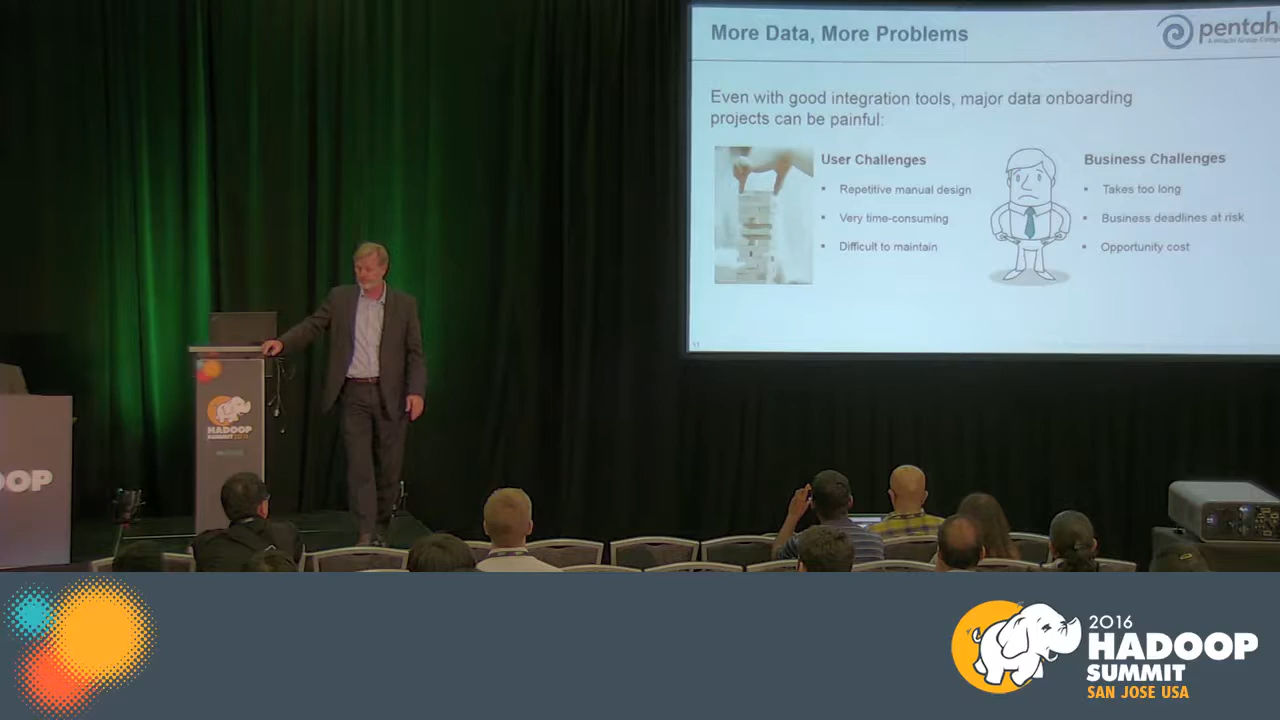 More Data, More Problems
pentaho
Even with good integration tools, major data onboarding
projects can be painful:
User Challenges
▪ Repetitive manual design
▪ Very time-consuming
▪ Difficult to maintain
Business Challenges
▪ Takes too long
▪ Business deadlines at risk
▪ Opportunity cost
HADOOP
SUMMIT
OOP
2016
HADOOP
SUMMIT
SAN JOSE USA